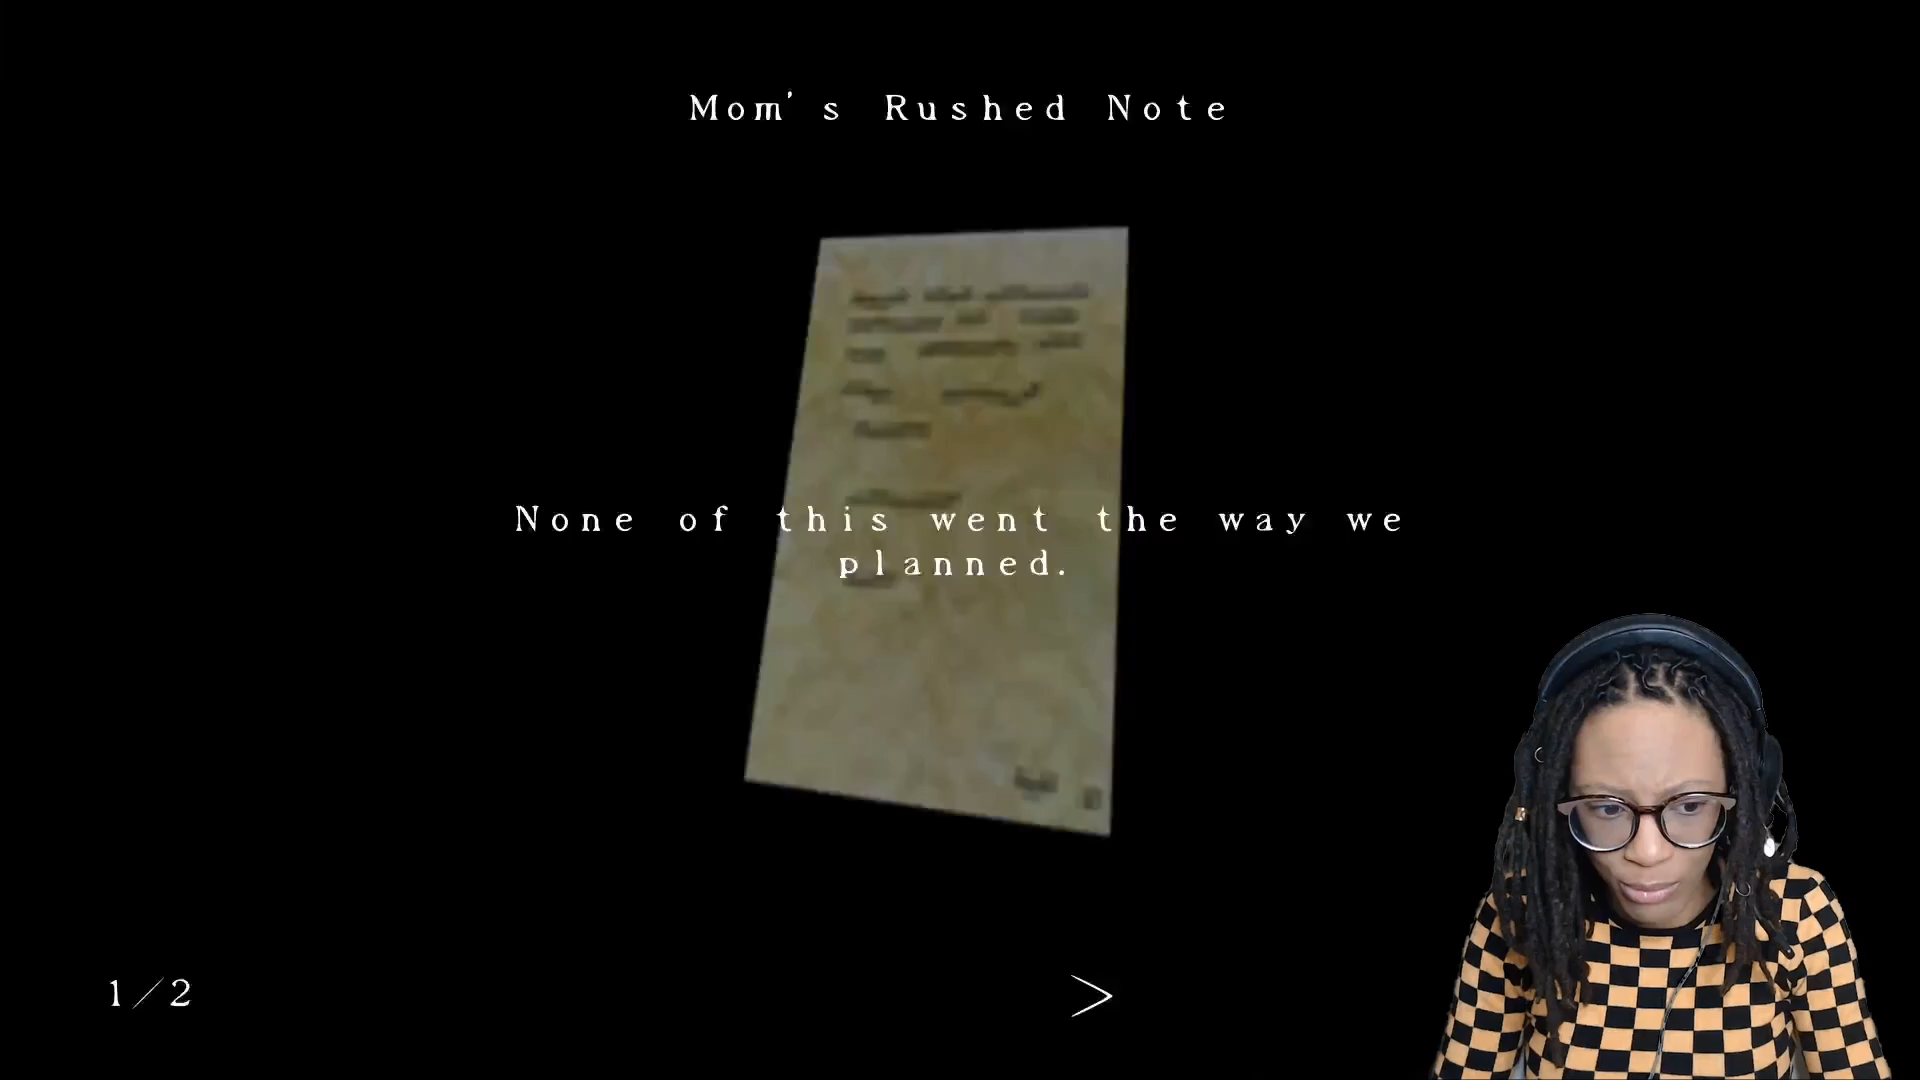 Mom's Rushed Note
None of this went the way we
planned.
1/2
>